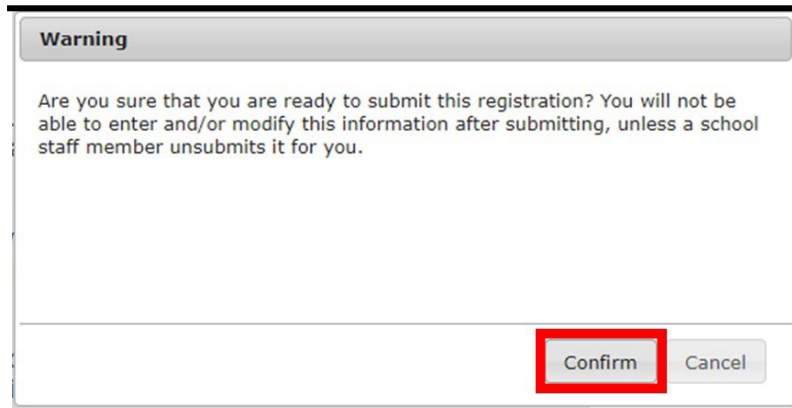 Warning
Are you sure that you are ready to submit this registration? You will not be
able to enter and/or modify this information after submitting, unless a school
staff member unsubmits it for you.
Confirm Cancel